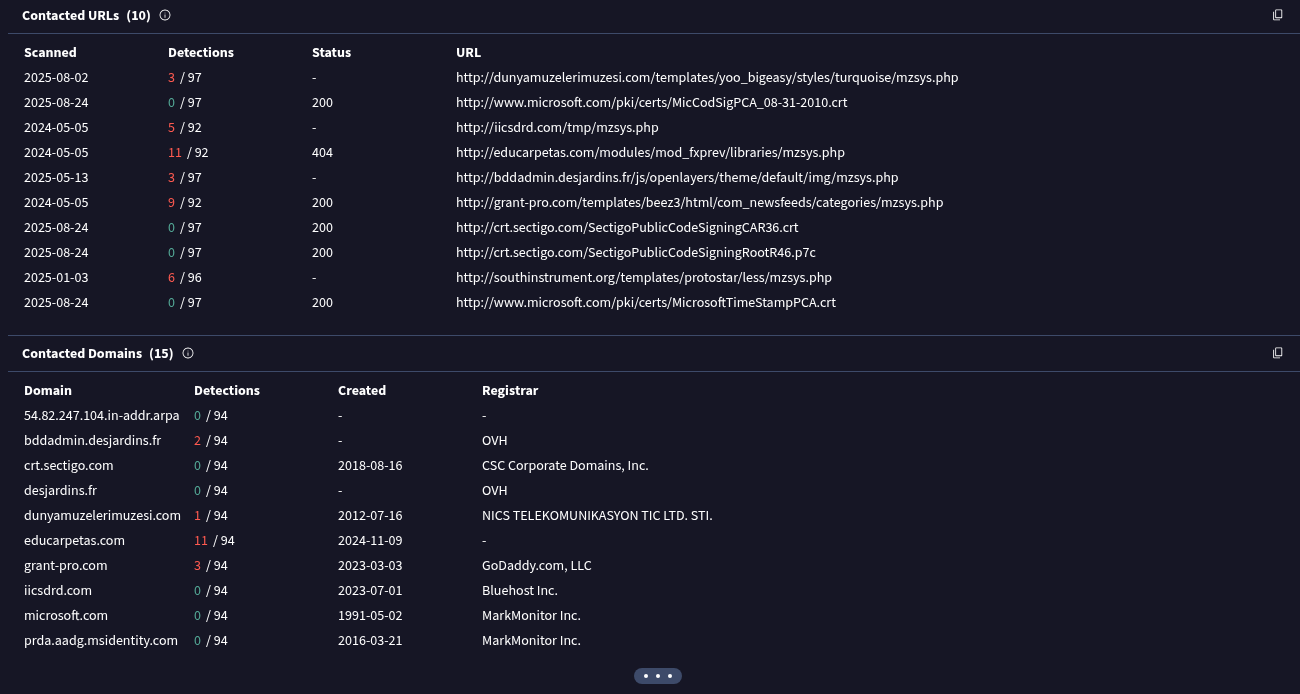 Contacted URLs (10)
Scanned Detections Status URL
2025-08-02 3 / 97 - http://dunyamuzelerimuzesi.com/templates/yoo_bigeasy/styles/turquoise/mzsys.php
2025-08-24 0 / 97 200 http://www.microsoft.com/pki/certs/MicCodSigPCA_08-31-2010.crt
2024-05-05 5 / 92 - http://iicsdrd.com/tmp/mzsys.php
2024-05-05 11 / 92 404 http://educarpetas.com/modules/mod_fxprev/libraries/mzsys.php
2025-05-13 3 / 97 - http://bddadmin.desjardins.fr/js/openlayers/theme/default/img/mzsys.php
2024-05-05 9 / 92 200 http://grant-pro.com/templates/beez3/html/com_newsfeeds/categories/mzsys.php
2025-08-24 0 / 97 200 http://crt.sectigo.com/SectigoPublicCodeSigningCAR36.crt
2025-08-24 0 / 97 200 http://crt.sectigo.com/SectigoPublicCodeSigningRootR46.p7c
2025-01-03 6 / 96 - http://southinstrument.org/templates/protostar/less/mzsys.php
2025-08-24 0 / 97 200 http://www.microsoft.com/pki/certs/MicrosoftTimeStampPCA.crt
Contacted Domains (15)
Domain Detections Created Registrar
54.82.247.104.in-addr.arpa 0 / 94 - -
bddadmin.desjardins.fr 2 / 94 - OVH
crt.sectigo.com 0 / 94 2018-08-16 CSC Corporate Domains, Inc.
desjardins.fr 0 / 94 - OVH
dunyamuzelerimuzesi.com 1 / 94 2012-07-16 NICS TELEKOMUNIKASYON TIC LTD. STI.
educarpetas.com 11 / 94 2024-11-09 -
grant-pro.com 3 / 94 2023-03-03 GoDaddy.com, LLC
iicsdrd.com 0 / 94 2023-07-01 Bluehost Inc.
microsoft.com 0 / 94 1991-05-02 MarkMonitor Inc.
prda.aadg.msidentity.com 0 / 94 2016-03-21 MarkMonitor Inc.